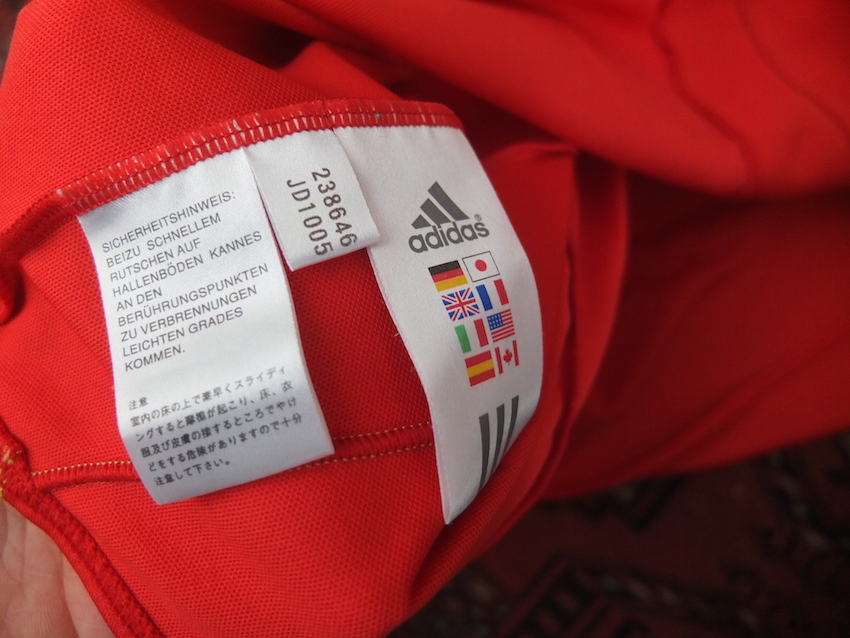 SICHERHEITSHINWEIS:
BEIZU SCHNELLEM
RUTSCHEN AUF
HALLENBÖDEN KANNES
AN DEN
BERÜHRUNGSPUNKTEN
ZU VERBRENNUNGEN
LEICHTEN GRADES
KOMMEN.
注意
室内の床の上で素早くスライディ
ングすると摩擦が起こり、床、衣
服及び皮膚の接するところでやけ
どをする危険がありますので十分
注意して下さい。
238646
JD1005
adidas®